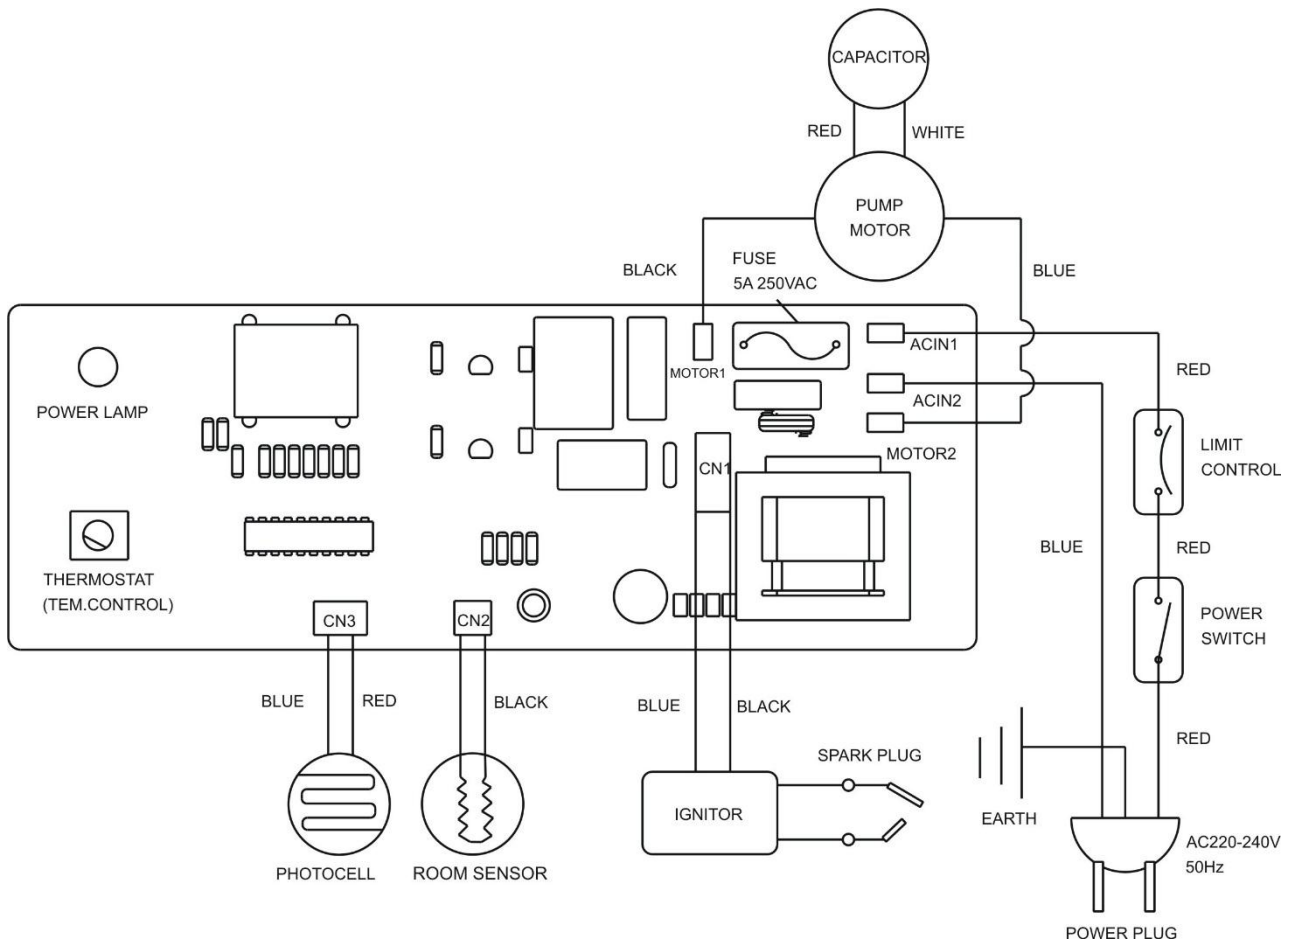 CAPACITOR
RED
WHITE
PUMP
MOTOR
FUSE
5A 250VAC
BLACK
BLUE
ACIN1
MOTOR1
RED
POWER LAMP
ACIN2
MOTOR2
CN1
LIMIT
CONTROL
BLUE
RED
THERMOSTAT
(TEM.CONTROL)
CN3
CN2
POWER
SWITCH
BLUE
RED
BLACK
BLUE
BLACK
RED
SPARK PLUG
IGNITOR
EARTH
AC220-240V
50Hz
PHOTOCELL
ROOM SENSOR
POWER PLUG